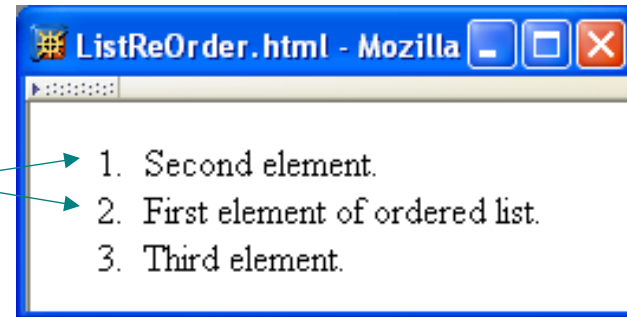 ListReOrder.html - Mozilla
1. Second element.
2. First element of ordered list.
3. Third element.